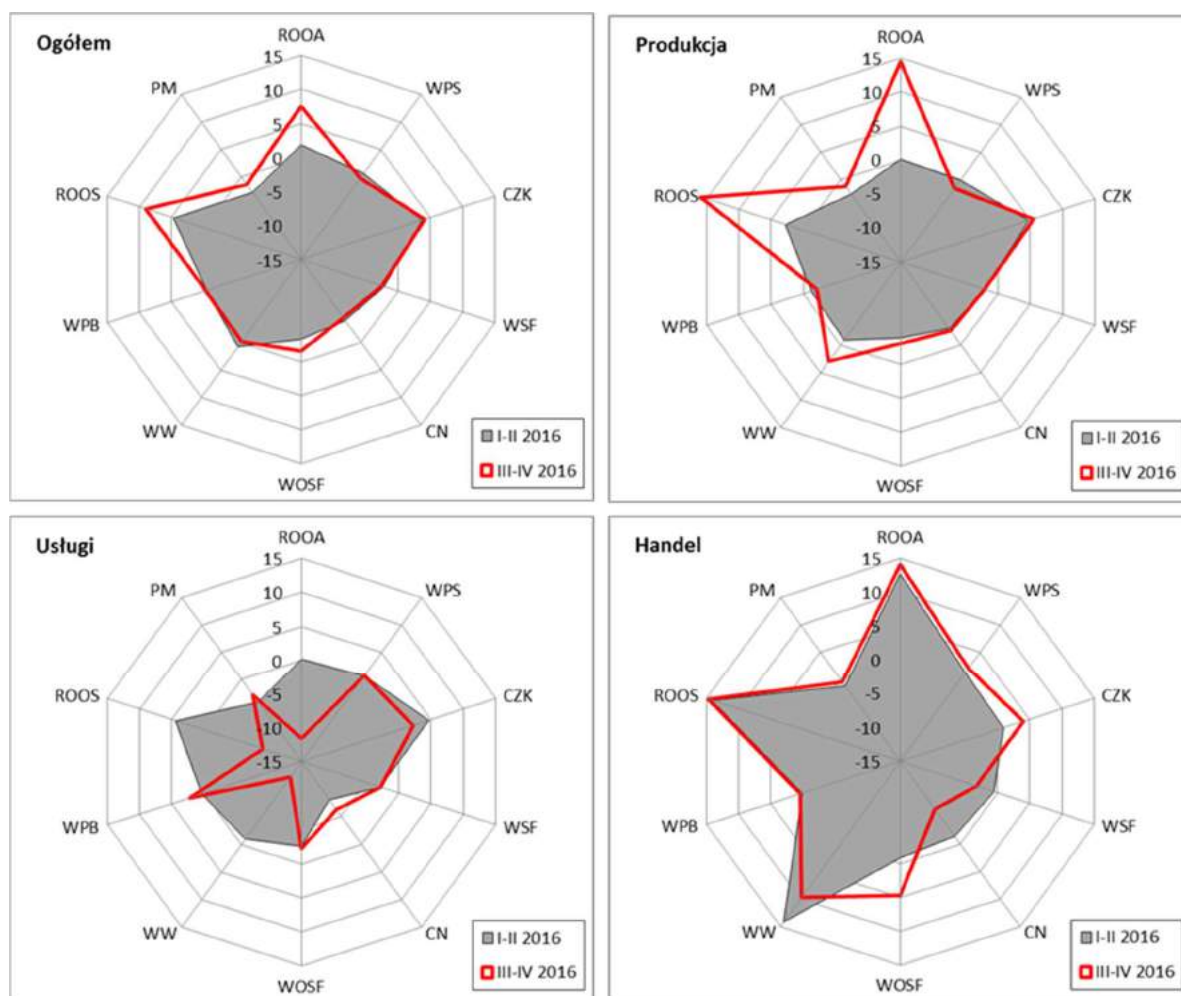 Ogółem
ROOA
15
10
5
0
-5
-10
-15
WPS
CZK
WSF
CN
WOSF
WW
WPB
ROOS
PM
I-II 2016
III-IV 2016
Produkcja
ROOA
15
10
5
0
-5
-10
-15
WPS
CZK
WSF
CN
WOSF
WW
WPB
ROOS
PM
I-II 2016
III-IV 2016
Usługi
ROOA
15
10
5
0
-5
-10
-15
WPS
CZK
WSF
CN
WOSF
WW
WPB
ROOS
PM
I-II 2016
III-IV 2016
Handel
ROOA
15
10
5
0
-5
-10
-15
WPS
CZK
WSF
CN
WOSF
WW
WPB
ROOS
PM
I-II 2016
III-IV 2016